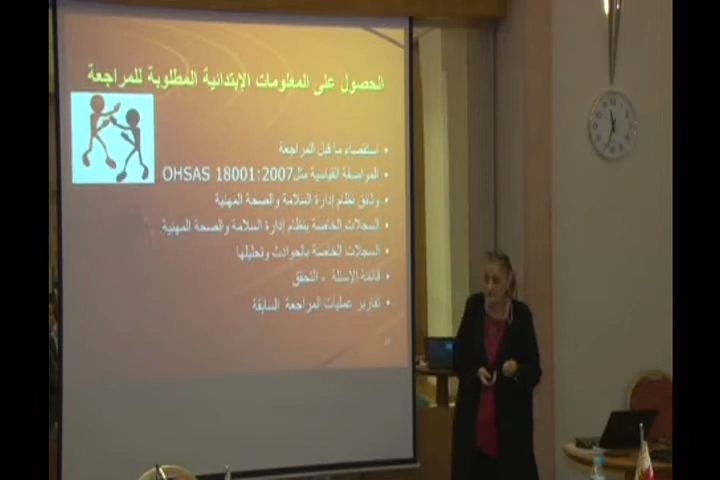 الحصول على المعلومات الإبتدائية المطلوبة للمراجعة
• استقصاء ما قبل المراجعة
• المواصفة القياسية مثل OHSAS 18001:2007
• وثائق نظام إدارة السلامة والصحة المهنية
• السجلات الخاصة بنظام إدارة السلامة والصحة المهنية
• السجلات الخاصة بالحوادث وتحليلها
• قائمة الإسئلة - التحقق
• تقارير عمليات المراجعة السابقة